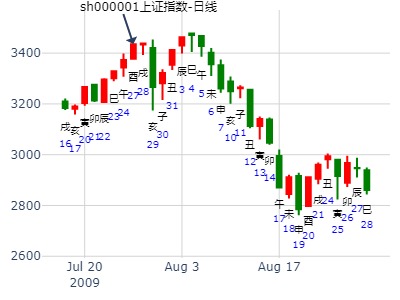 sh000001上证指数-日线
3400
3200
3000
2800
2600
戌 亥 寅 卯 辰 巳 午 酉 戌 亥 子 丑 辰 巳 午 未 申 亥 子 丑 寅 卯 午 未 申 酉 戌 丑 寅 卯 辰 巳
16 17 20 21 22 23 24 27 28 29 30 31 3 4 5 6 7 10 11 12 13 14 17 18 19 20 21 24 25 26 27 28
Jul 20 Aug 3 Aug 17
2009